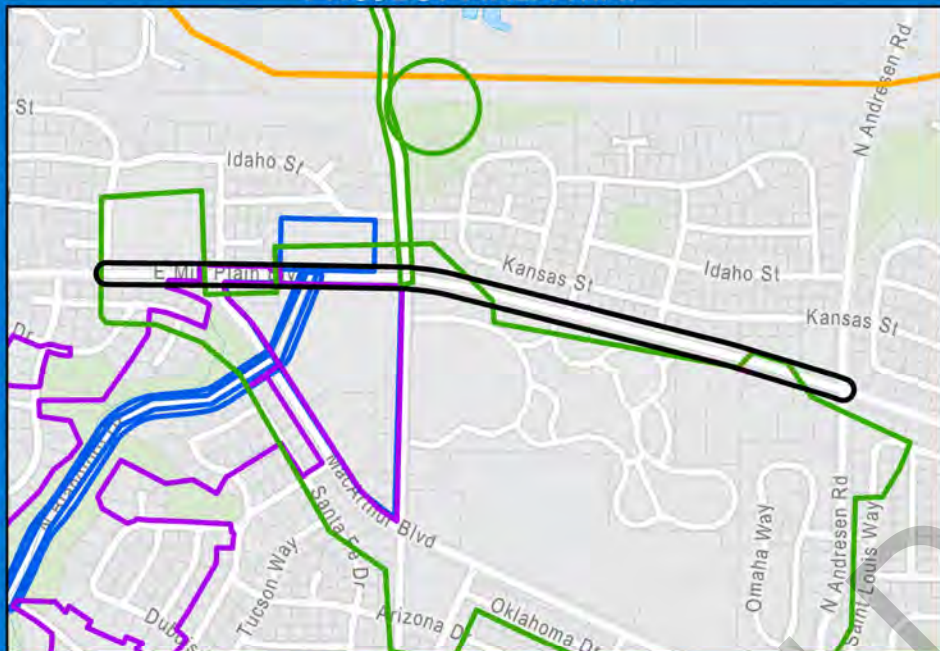 N Andresen Rd
St
Idaho St
E Mill Plain Blv
Kansas St
Idaho St
Kansas St
Dr
MacArthur Blvd
Santa Fe Dr
Tucson Way
Omaha Way
N Andresen Rd
Saint Louis Way
Arizona Dr
Oklahoma Dr